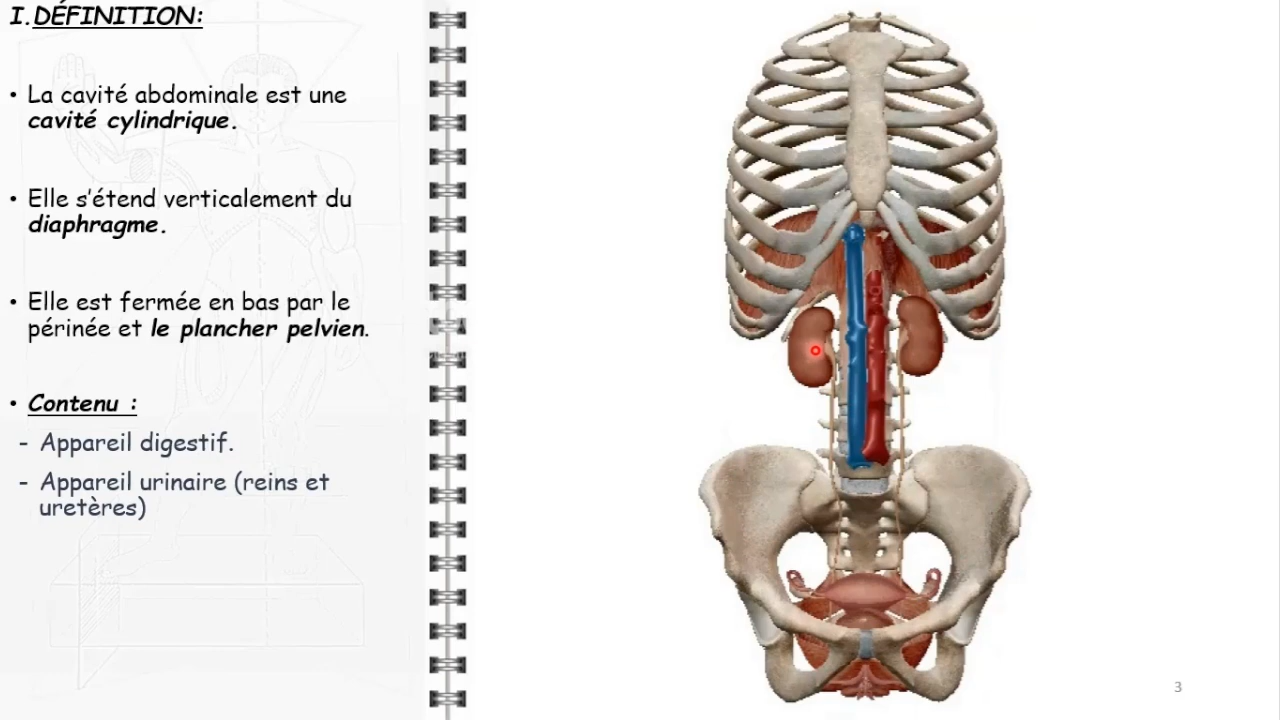 I. DÉFINITION:
• La cavité abdominale est une
cavité cylindrique.
• Elle s’étend verticalement du
diaphragme.
• Elle est fermée en bas par le
périnée et le plancher pelvien.
• Contenu :
- Appareil digestif.
- Appareil urinaire (reins et
uretères)
3